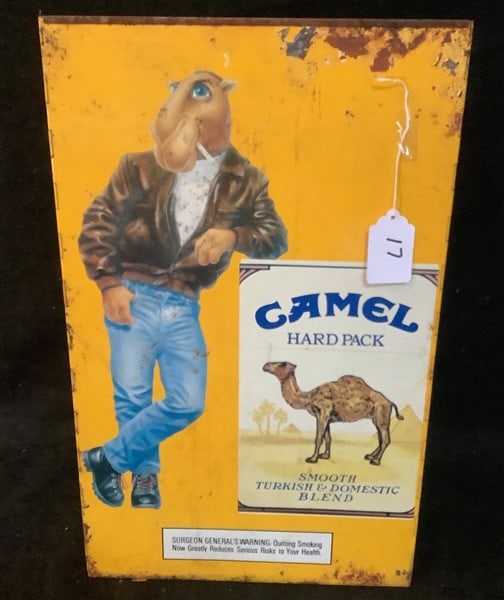 17
CAMEL
HARD PACK
SMOOTH
TURKISH & DOMESTIC
BLEND
SURGEON GENERAL'S WARNING: Quitting Smoking
Now Greatly Reduces Serious Risks to Your Health.